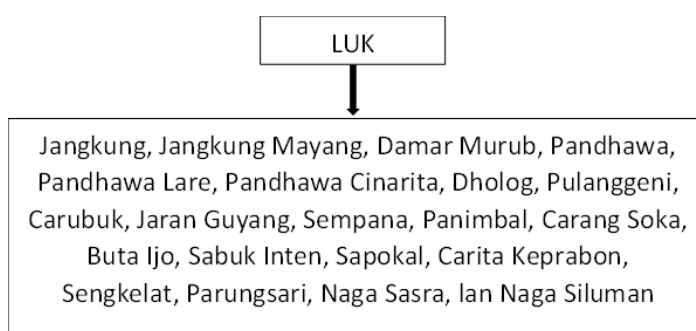 LUK
Jangkung, Jangkung Mayang, Damar Murub, Pandhawa,
Pandhawa Lare, Pandhawa Cinarita, Dholog, Pulanggeni,
Carubuk, Jaran Guyang, Sempana, Panimbal, Carang Soka,
Buta Ijo, Sabuk Inten, Sapokal, Carita Keprabon,
Sengkelat, Parungsari, Naga Sasra, lan Naga Siluman